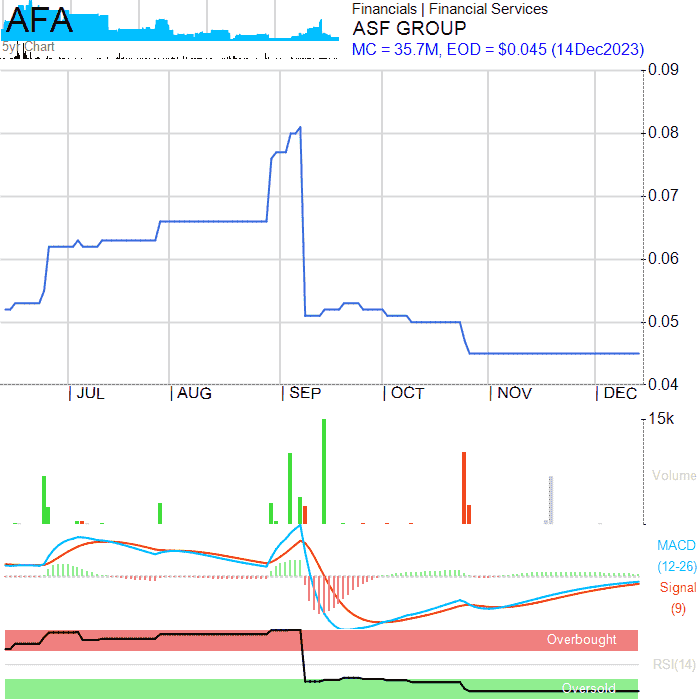 AFA
5yr Chart
Financials | Financial Services
ASF GROUP
MC = 35.7M, EOD = $0.045 (14Dec2023)
0.09
0.08
0.07
0.06
0.05
0.04
JUL AUG SEP OCT NOV DEC
15k
Volume
MACD
(12-26)
Signal
(9)
Overbought
RSI(14)
Oversold